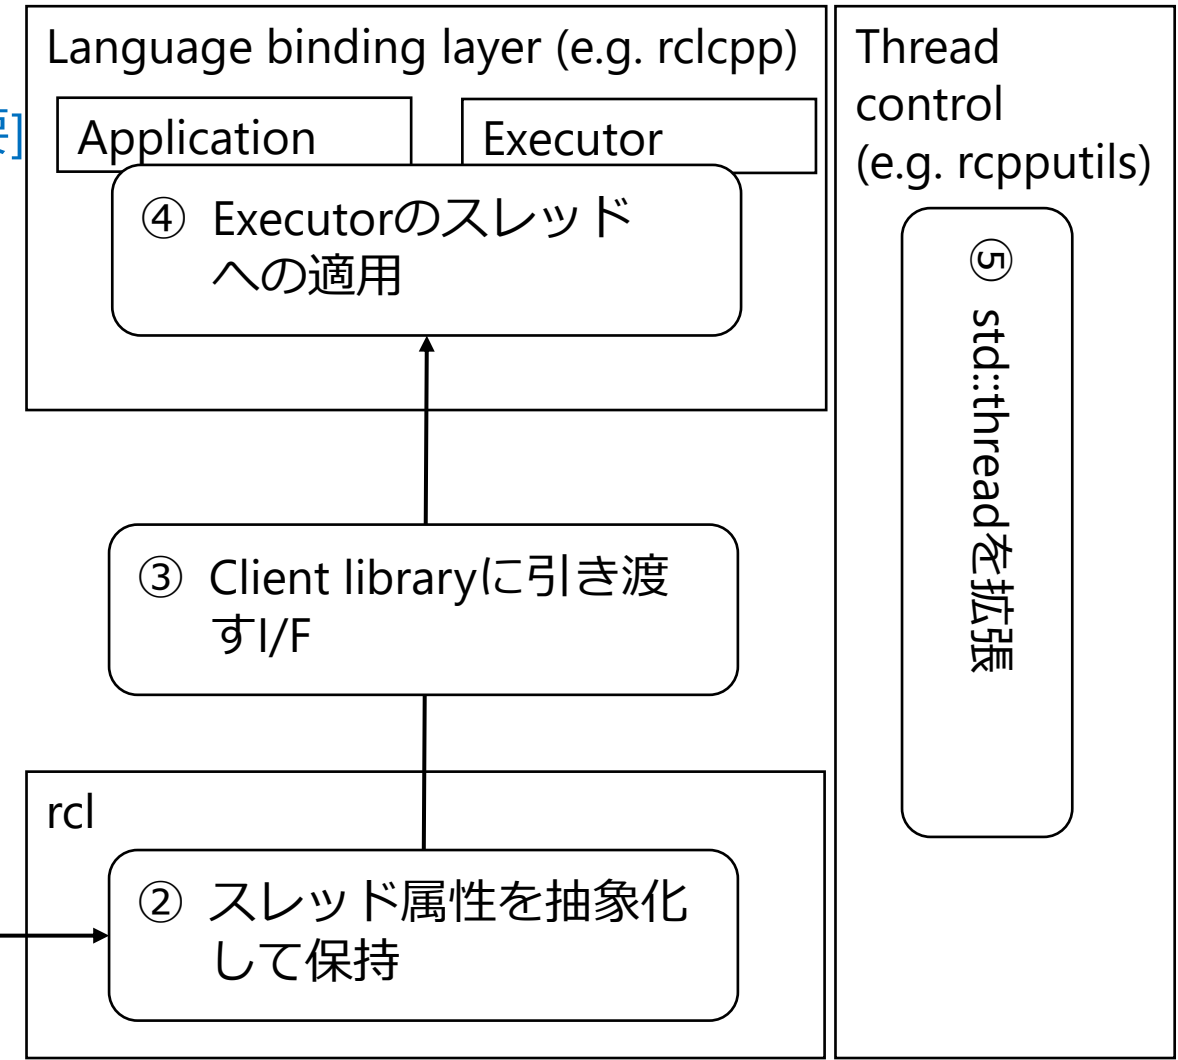 Language binding layer (e.g. rclcpp)
要]
Application
Executor
④ Executorのスレッド
への適用
③ Client libraryに引き渡
すI/F
rcl
② スレッド属性を抽象化
して保持
Thread
control
(e.g. rcpputils)
⑤ std::threadを拡張